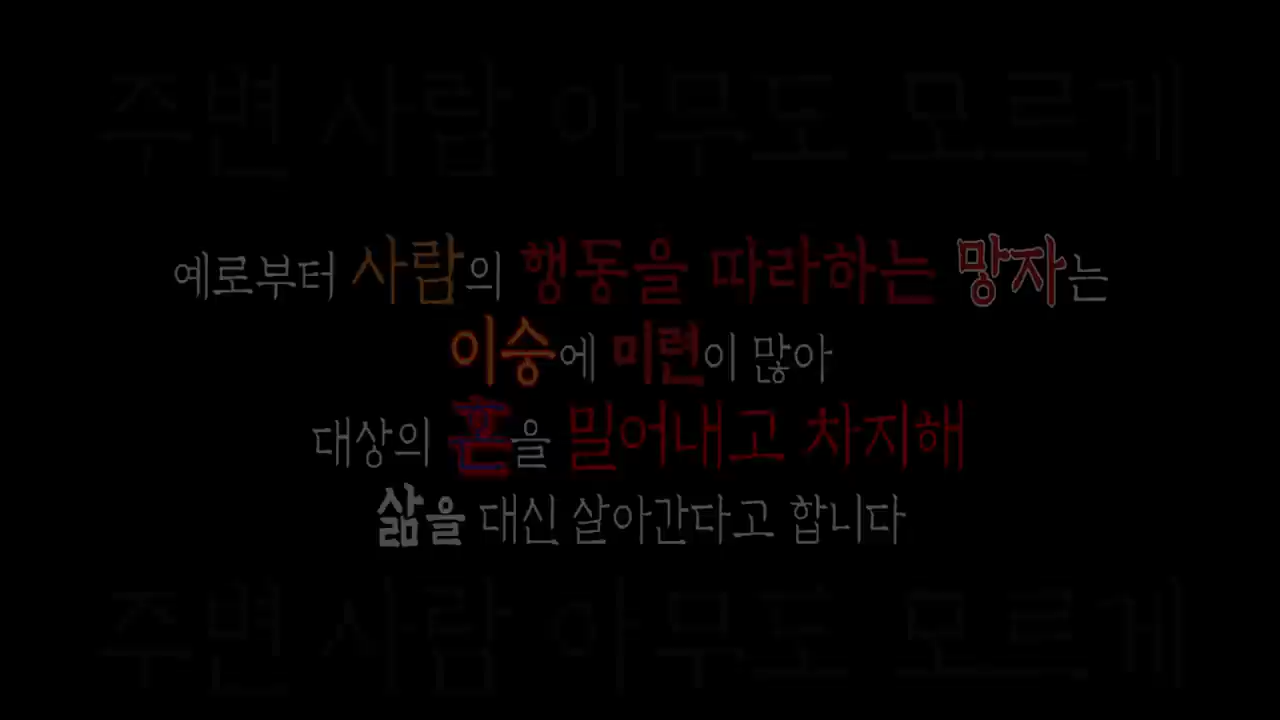 주변 사람 아무도 모르게
예로부터 사람의 행동을 따라하는 망자는
이승에 미련이 많아
대상의 혼을 밀어내고 차지해
삶을 대신 살아간다고 합니다
주변 사람 아무도 모르게